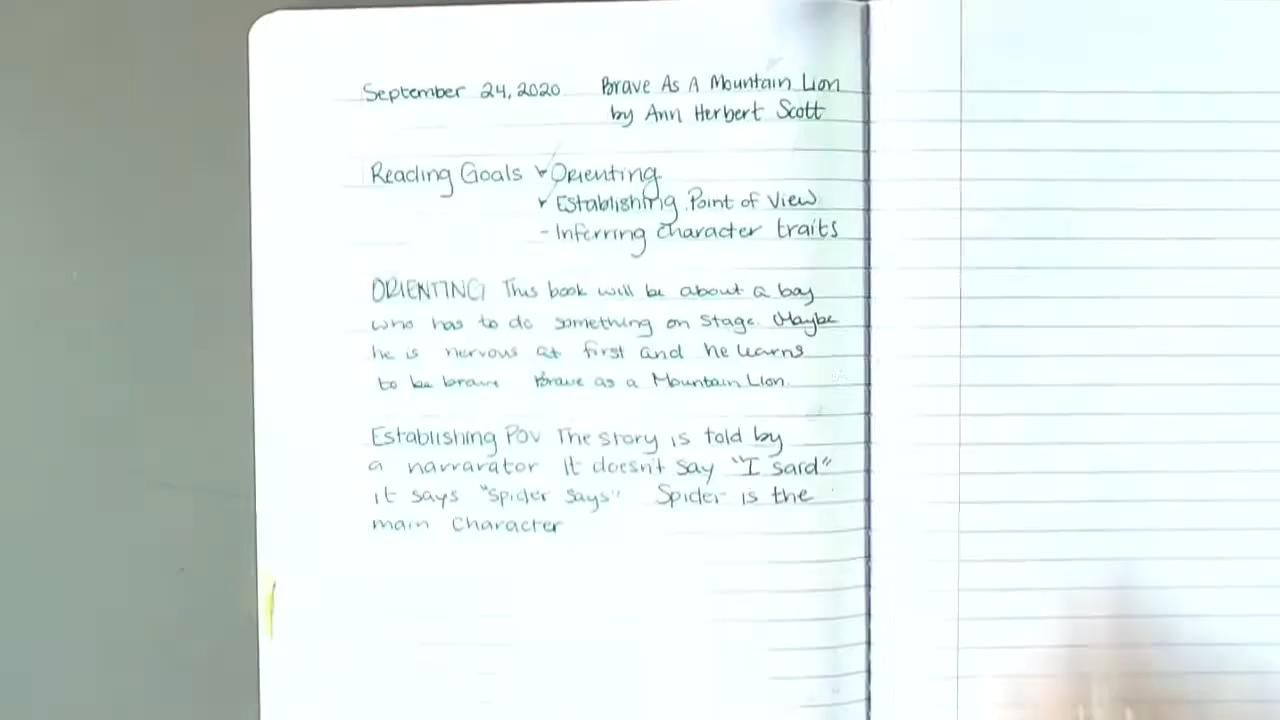 September 24, 2020 Brave As A Mountain Lion
by Ann Herbert Scott
Reading Goals ✓ Orienting
✓ Establishing Point of View
- Inferring character traits
ORIENTING This book will be about a boy
who has to do something on stage. Maybe
he is nervous at first and he learns
to be brave Brave as a Mountain Lion.
Establishing POV The story is told by
a narrarator It doesn't say "I said"
it says "Spider says" Spider is the
main character